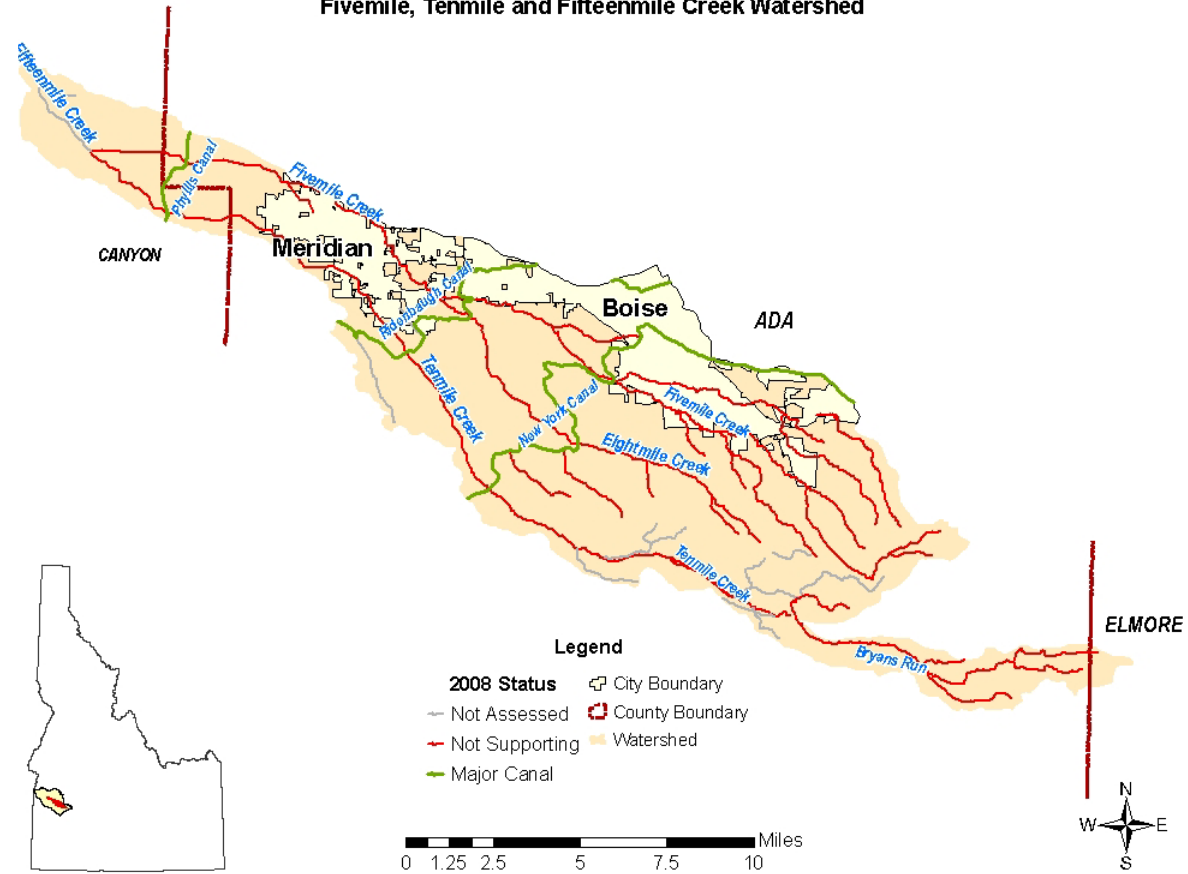 Fivemile, Tenmile and Fifteenmile Creek Watershed
Fifteenmile Creek
Phyllis Canal
Fivemile Creek
CANYON
Meridian
Ridenbaugh Canal
Boise
ADA
Tenmile Creek
New York Canal
Fivemile Creek
Eightmile Creek
Tenmile Creek
Bryans Run
ELMORE
Legend
2008 Status
Not Assessed
Not Supporting
Major Canal
City Boundary
County Boundary
Watershed
N
W E
S
Miles
0 1.25 2.5 5 7.5 10